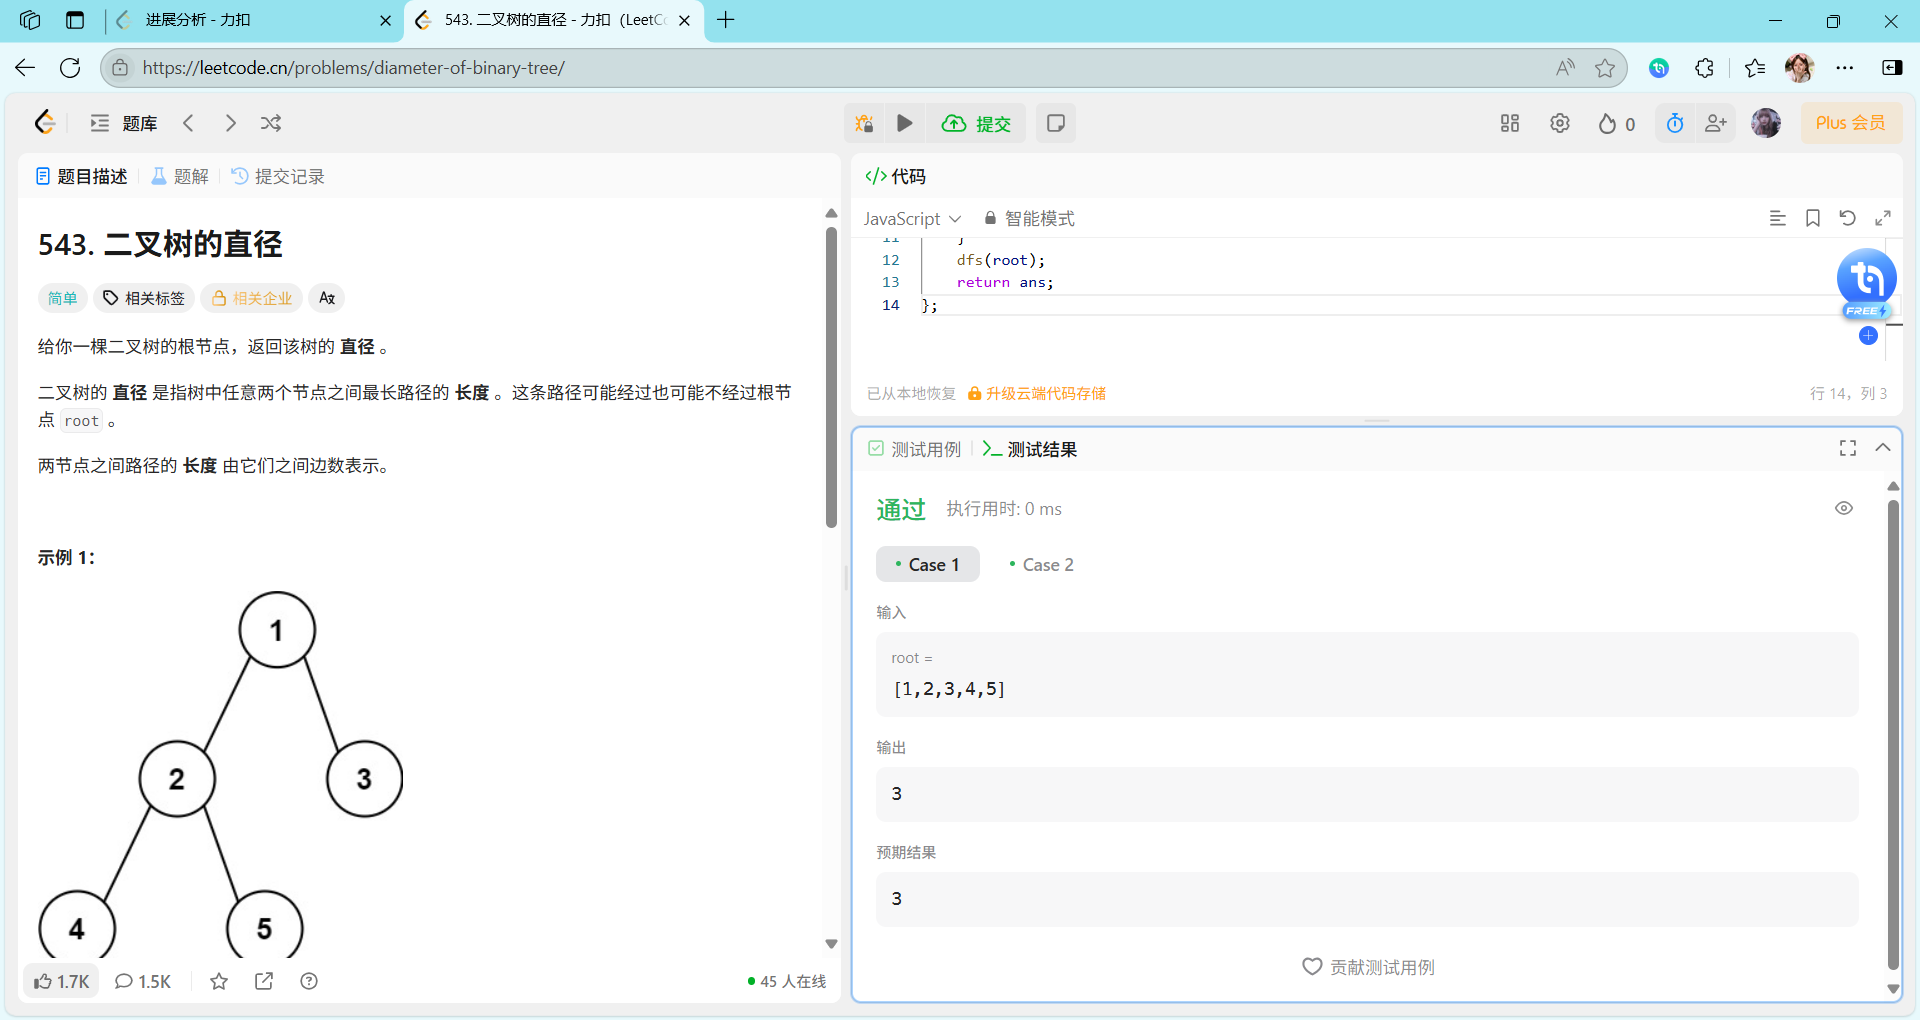 进展分析 - 力扣
543. 二叉树的直径 - 力扣（LeetC
https://leetcode.cn/problems/diameter-of-binary-tree/
题库
提交
0
Plus 会员
题目描述
题解
提交记录
543. 二叉树的直径
简单
相关标签
相关企业
给你一棵二叉树的根节点，返回该树的 直径 。
二叉树的 直径 是指树中任意两个节点之间最长路径的 长度 。这条路径可能经过也可能不经过根节
点 root 。
两节点之间路径的 长度 由它们之间边数表示。
示例 1：
1
2
3
4
5
1.7K
1.5K
45 人在线
</> 代码
JavaScript
智能模式
11 }
12 dfs(root);
13 return ans;
14 };
FREE
已从本地恢复
升级云端代码存储
行 14，列 3
测试用例
测试结果
通过
执行用时: 0 ms
Case 1
Case 2
输入
root =
[1,2,3,4,5]
输出
3
预期结果
3
贡献测试用例